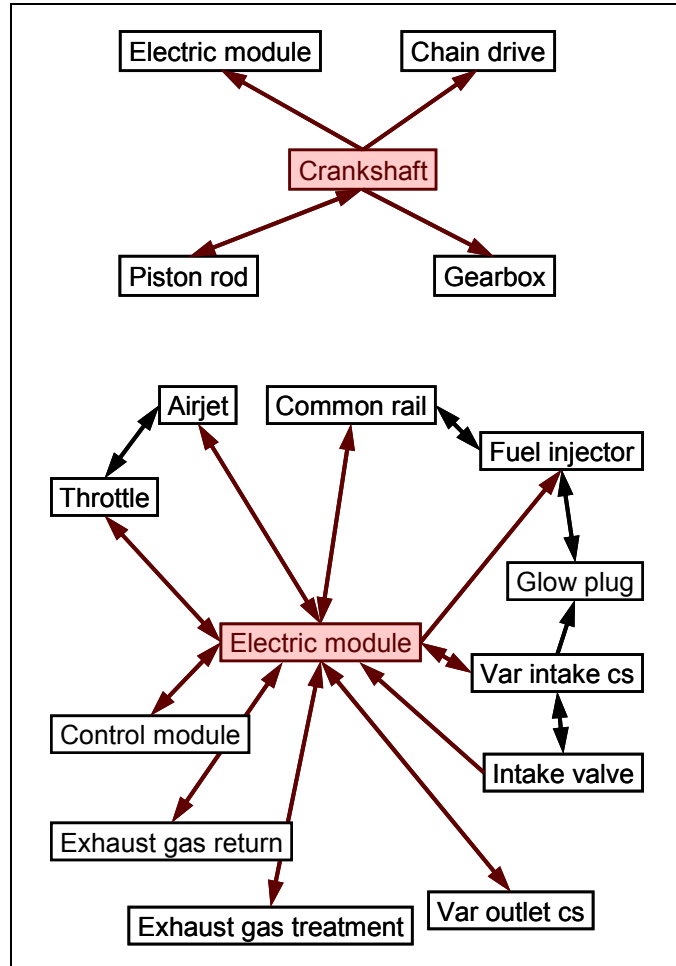 Electric module
Chain drive
Crankshaft
Piston rod
Gearbox
Airjet
Common rail
Fuel injector
Throttle
Glow plug
Electric module
Var intake cs
Control module
Intake valve
Exhaust gas return
Var outlet cs
Exhaust gas treatment